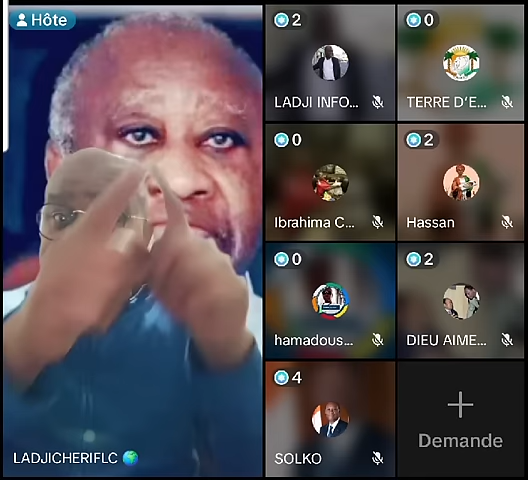 Hôte
2
LADJI INFO...
0
TERRE D'E...
0
Ibrahima C...
2
Hassan
0
hamadous...
2
DIEU AIME...
4
SOLKO
Demande
LADJICHERIFLC